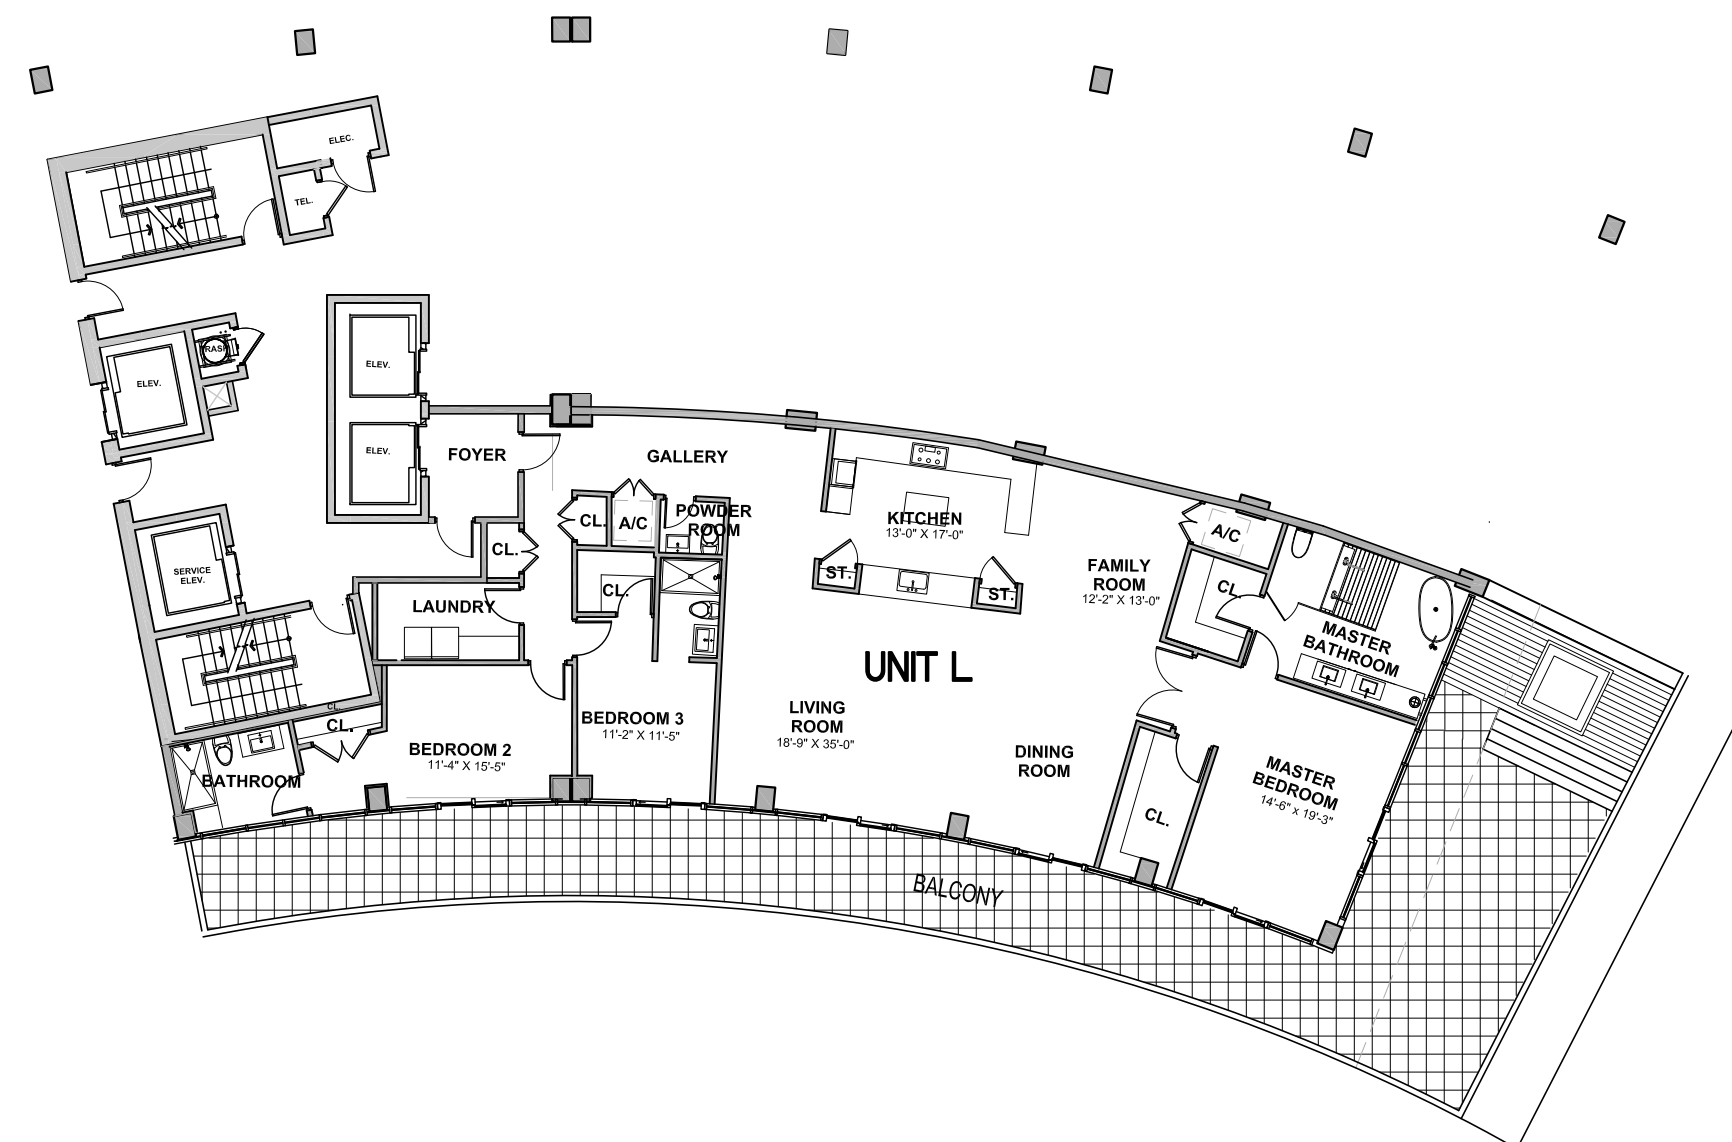 ELEC.
TEL.
TRASH
ELEV.
ELEV.
ELEV.
SERVICE
ELEV.
FOYER
GALLERY
CL.
A/C
POWDER
ROOM
CL.
CL.
LAUNDRY
KITCHEN
13'-0" X 17'-0"
ST.
ST.
FAMILY
ROOM
12'-2" X 13'-0"
A/C
CL.
MASTER
BATHROOM
UNIT L
CL.
CL.
BATHROOM
BEDROOM 2
11'-4" X 15'-5"
BEDROOM 3
11'-2" X 11'-5"
LIVING
ROOM
18'-9" X 35'-0"
DINING
ROOM
MASTER
BEDROOM
14'-6" x 19'-3"
CL.
BALCONY